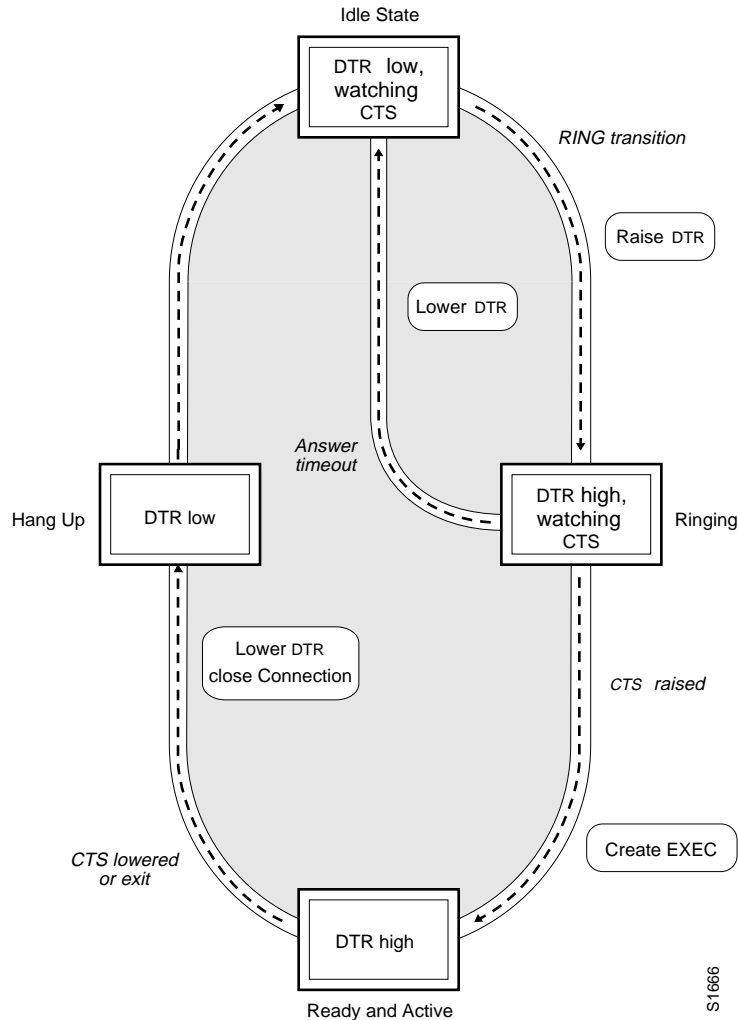 Idle State
DTR low,
watching
CTS
RING transition
Raise DTR
Lower DTR
Answer
timeout
Hang Up
DTR low
DTR high,
watching
CTS
Ringing
Lower DTR
close Connection
CTS raised
CTS lowered
or exit
Create EXEC
DTR high
Ready and Active
S1666